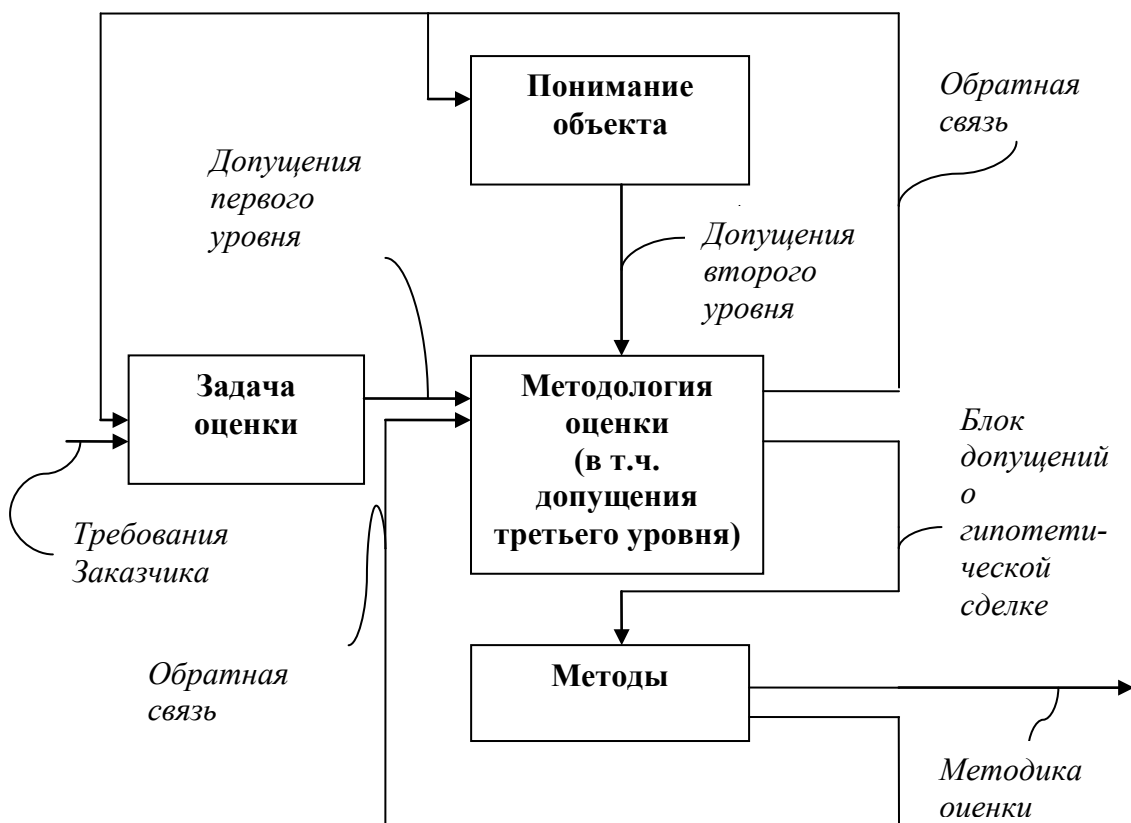 Понимание
объекта
Обратная
связь
Допущения
первого
уровня
Допущения
второго
уровня
Задача
оценки
Методология
оценки
(в т.ч.
допущения
третьего уровня)
Блок
допущений
о
гипотети-
ческой
сделке
Требования
Заказчика
Обратная
связь
Методы
Методика
оценки